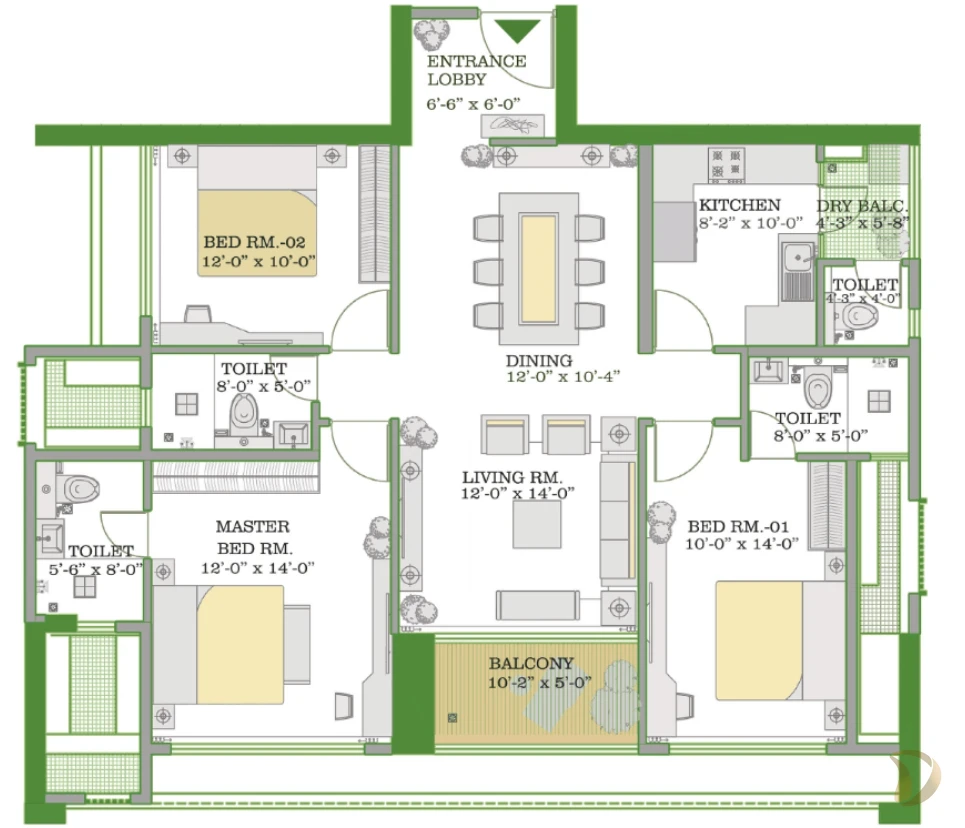 ENTRANCE
LOBBY
6'-6" x 6'-0"
BED RM.-02
12'-0" x 10'-0"
KITCHEN
8'-2" x 10'-0"
DRY BALC.
4'-3" x 5'-8"
TOILET
4'-3" x 4'-0"
DINING
12'-0" x 10'-4"
TOILET
8'-0" x 5'-0"
TOILET
8'-0" x 5'-0"
LIVING RM.
12'-0" x 14'-0"
MASTER
BED RM.
12'-0" x 14'-0"
BED RM.-01
10'-0" x 14'-0"
TOILET
5'-6" x 8'-0"
BALCONY
10'-2" x 5'-0"